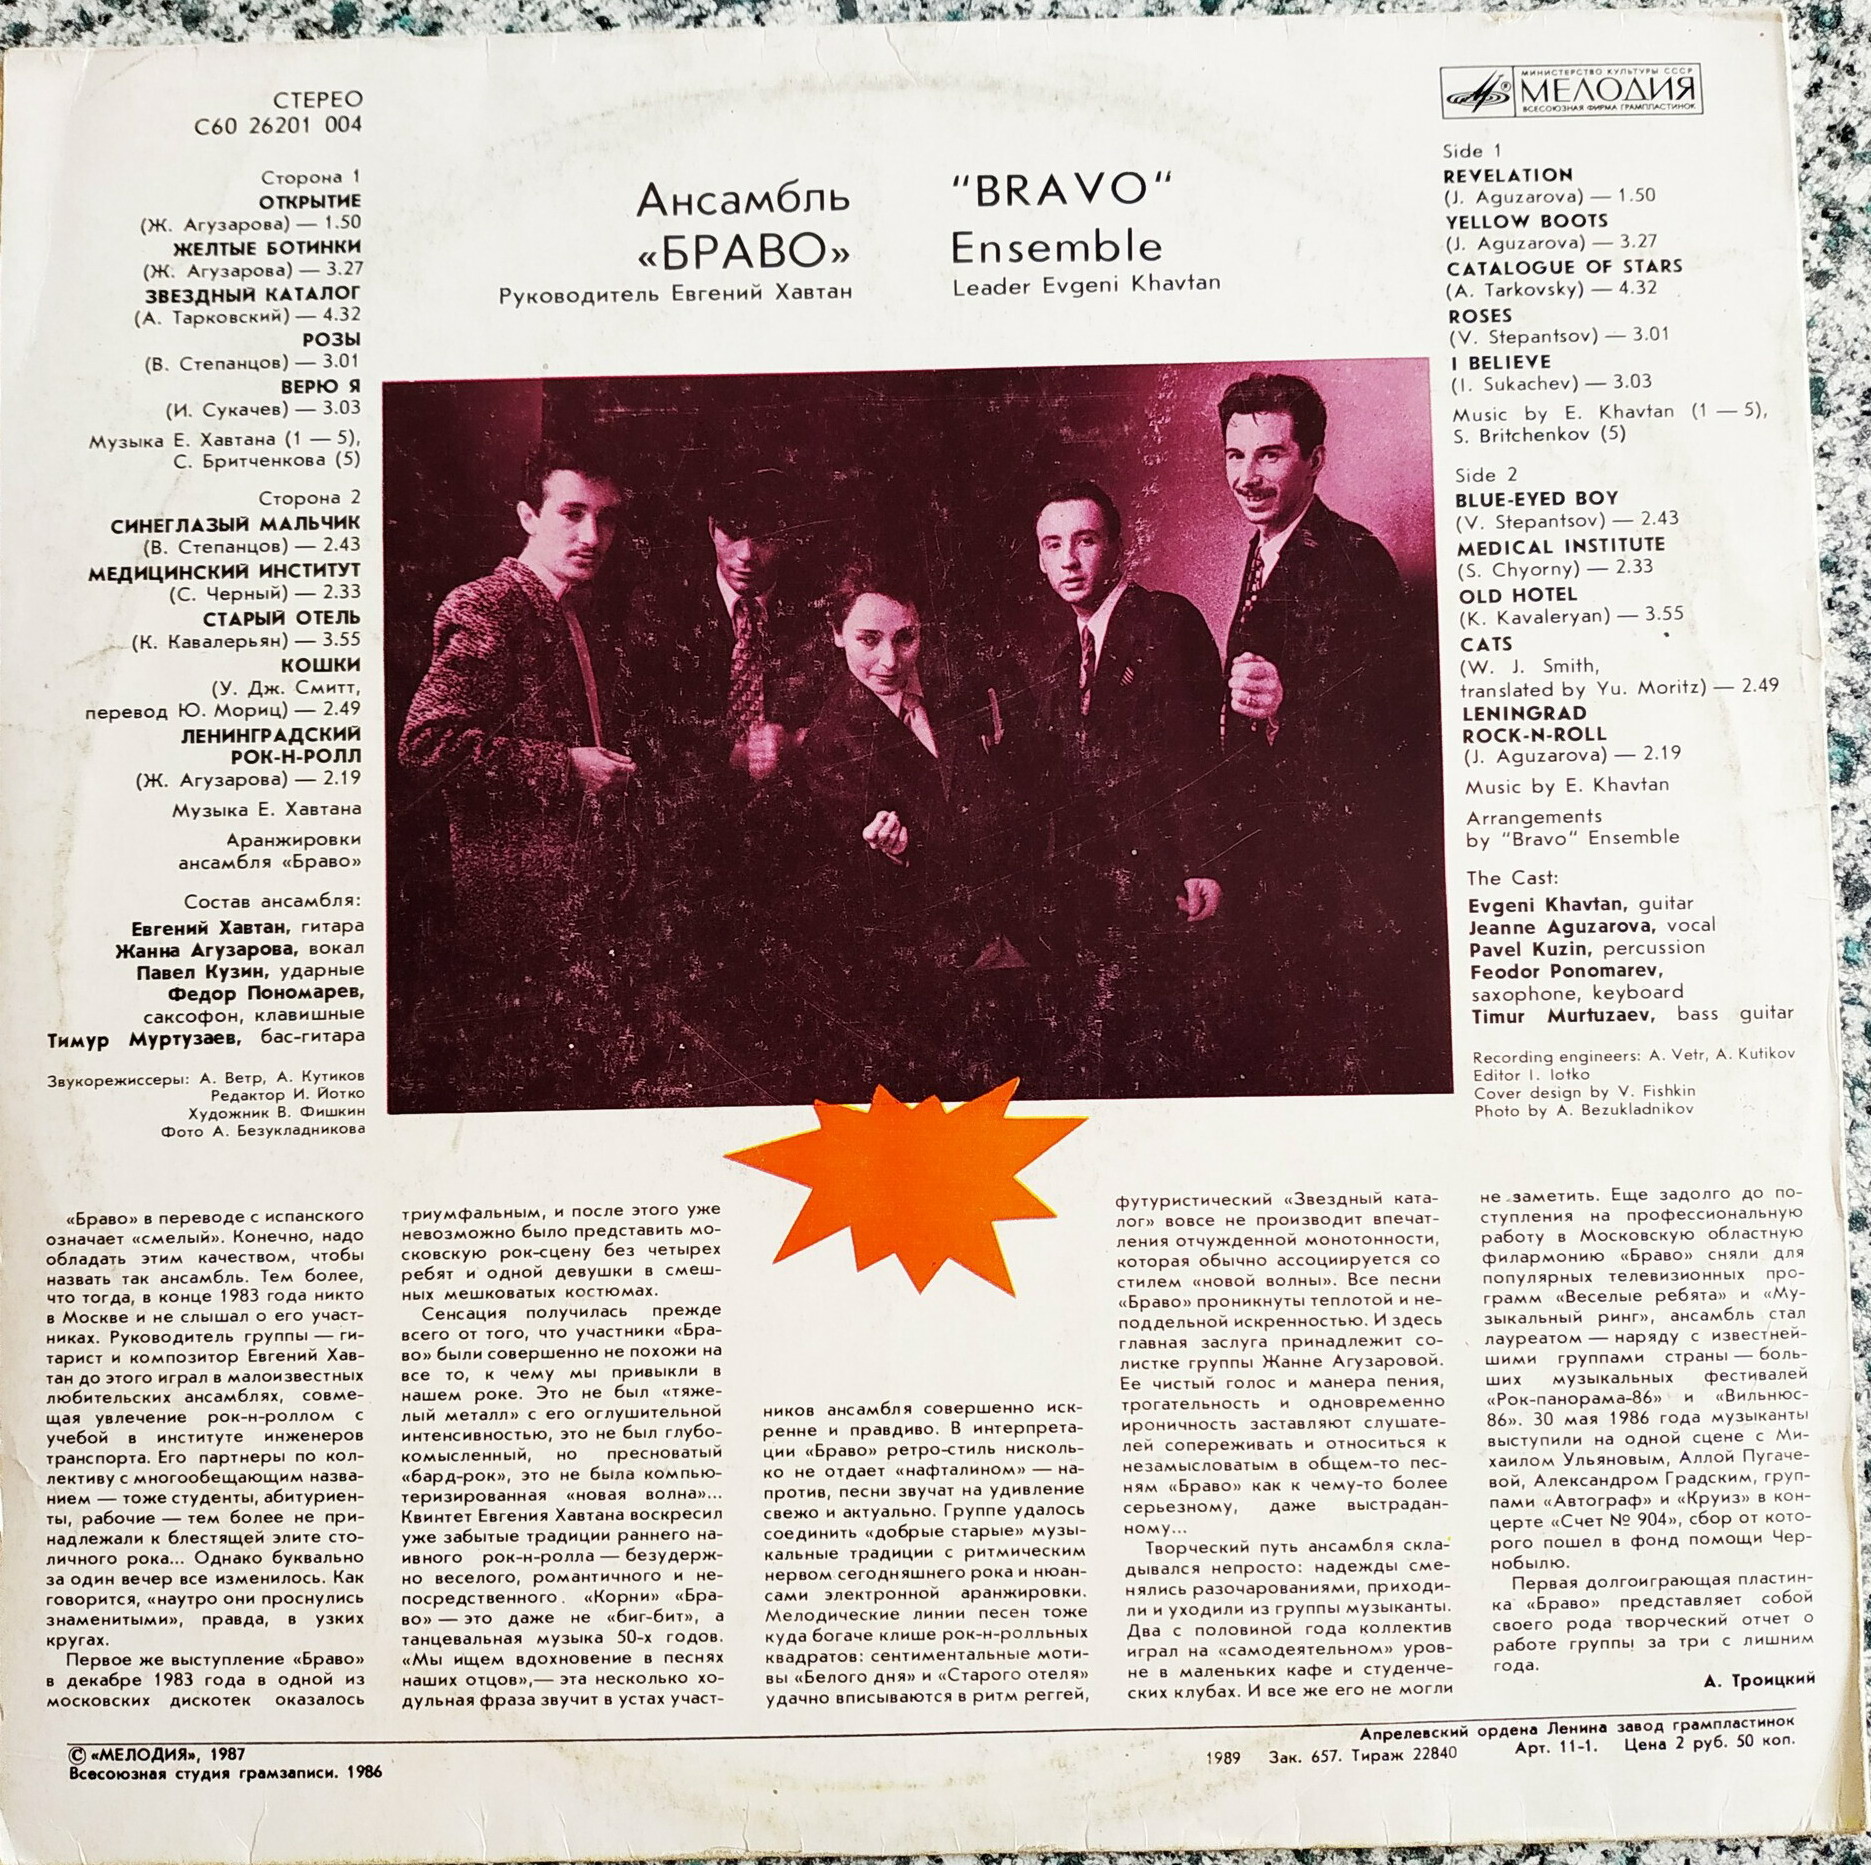 СТЕРЕО
С60 26201 004
Сторона 1
ОТКРЫТИЕ
(Ж. Агузарова) — 1.50
ЖЕЛТЫЕ БОТИНКИ
(Ж. Агузарова) — 3.27
ЗВЕЗДНЫЙ КАТАЛОГ
(А. Тарковский) — 4.32
РОЗЫ
(В. Степанцов) — 3.01
ВЕРЮ Я
(И. Сукачев) — 3.03
Музыка Е. Хавтана (1 — 5),
С. Бритченкова (5)
Сторона 2
СИНЕГЛАЗЫЙ МАЛЬЧИК
(В. Степанцов) — 2.43
МЕДИЦИНСКИЙ ИНСТИТУТ
(С. Черный) — 2.33
СТАРЫЙ ОТЕЛЬ
(К. Кавалерьян) — 3.55
КОШКИ
(У. Дж. Смитт,
перевод Ю. Мориц) — 2.49
ЛЕНИНГРАДСКИЙ
РОК-Н-РОЛЛ
(Ж. Агузарова) — 2.19
Музыка Е. Хавтана
Аранжировки
ансамбля «Браво»
Состав ансамбля:
Евгений Хавтан, гитара
Жанна Агузарова, вокал
Павел Кузин, ударные
Федор Пономарев,
саксофон, клавишные
Тимур Муртузаев, бас-гитара
Звукорежиссеры: А. Ветр, А. Кутиков
Редактор И. Йотко
Художник В. Фишкин
Фото А. Безукладникова
Ансамбль
«БРАВО»
Руководитель Евгений Хавтан
“BRAVO“
Ensemble
Leader Evgeni Khavtan
МИНИСТЕРСТВО КУЛЬТУРЫ СССР
МЕЛОДИЯ
ВСЕСОЮЗНАЯ ФИРМА ГРАМПЛАСТИНОК
Side 1
REVELATION
(J. Aguzarova) — 1.50
YELLOW BOOTS
(J. Aguzarova) — 3.27
CATALOGUE OF STARS
(A. Tarkovsky) — 4.32
ROSES
(V. Stepantsov) — 3.01
I BELIEVE
(I. Sukachev) — 3.03
Music by E. Khavtan (1 — 5),
S. Britchenkov (5)
Side 2
BLUE-EYED BOY
(V. Stepantsov) — 2.43
MEDICAL INSTITUTE
(S. Chyorny) — 2.33
OLD HOTEL
(K. Kavaleryan) — 3.55
CATS
(W. J. Smith,
translated by Yu. Moritz) — 2.49
LENINGRAD
ROCK-N-ROLL
(J. Aguzarova) — 2.19
Music by E. Khavtan
Arrangements
by “Bravo“ Ensemble
The Cast:
Evgeni Khavtan, guitar
Jeanne Aguzarova, vocal
Pavel Kuzin, percussion
Feodor Ponomarev,
saxophone, keyboard
Timur Murtuzaev, bass guitar
Recording engineers: A. Vetr, A. Kutikov
Editor I. Iotko
Cover design by V. Fishkin
Photo by A. Bezukladnikov
«Браво» в переводе с испанского
означает «смелый». Конечно, надо
обладать этим качеством, чтобы
назвать так ансамбль. Тем более,
что тогда, в конце 1983 года никто
в Москве и не слышал о его участ-
никах. Руководитель группы — ги-
тарист и композитор Евгений Хав-
тан до этого играл в малоизвестных
любительских ансамблях, совме-
щая увлечение рок-н-роллом с
учебой в институте инженеров
транспорта. Его партнеры по кол-
лективу с многообещающим назва-
нием — тоже студенты, абитуриен-
ты, рабочие — тем более не при-
надлежали к блестящей элите сто-
личного рока... Однако буквально
за один вечер все изменилось. Как
говорится, «наутро они проснулись
знаменитыми», правда, в узких
кругах.
Первое же выступление «Браво»
в декабре 1983 года в одной из
московских дискотек оказалось
триумфальным, и после этого уже
невозможно было представить мо-
сковскую рок-сцену без четырех
ребят и одной девушки в смеш-
ных мешковатых костюмах.
Сенсация получилась прежде
всего от того, что участники «Бра-
во» были совершенно не похожи на
все то, к чему мы привыкли в
нашем роке. Это не был «тяже-
лый металл» с его оглушительной
интенсивностью, это не был глубо-
комысленный, но пресноватый
«бард-рок», это не была компью-
теризированная «новая волна»...
Квинтет Евгения Хавтана воскресил
уже забытые традиции раннего на-
ивного рок-н-ролла — безудерж-
но веселого, романтичного и не-
посредственного. «Корни» «Бра-
во» — это даже не «биг-бит», а
танцевальная музыка 50-х годов.
«Мы ищем вдохновение в песнях
наших отцов»,— эта несколько хо-
дульная фраза звучит в устах участ-
ников ансамбля совершенно иск-
ренне и правдиво. В интерпрета-
ции «Браво» ретро-стиль нисколь-
ко не отдает «нафталином» — на-
против, песни звучат на удивление
свежо и актуально. Группе удалось
соединить «добрые старые» музы-
кальные традиции с ритмическим
нервом сегодняшнего рока и нюан-
сами электронной аранжировки.
Мелодические линии песен тоже
куда богаче клише рок-н-ролльных
квадратов: сентиментальные моти-
вы «Белого дня» и «Старого отеля»
удачно вписываются в ритм реггей,
футуристический «Звездный ката-
лог» вовсе не производит впечат-
ления отчужденной монотонности,
которая обычно ассоциируется со
стилем «новой волны». Все песни
«Браво» проникнуты теплотой и не-
поддельной искренностью. И здесь
главная заслуга принадлежит со-
листке группы Жанне Агузаровой.
Ее чистый голос и манера пения,
трогательность и одновременно
ироничность заставляют слушате-
лей сопереживать и относиться к
незамысловатым в общем-то пес-
ням «Браво» как к чему-то более
серьезному, даже выстрадан-
ному...
Творческий путь ансамбля скла-
дывался непросто: надежды сме-
нялись разочарованиями, приходи-
ли и уходили из группы музыканты.
Два с половиной года коллектив
играл на «самодеятельном» уров-
не в маленьких кафе и студенче-
ских клубах. И все же его не могли
не заметить. Еще задолго до по-
ступления на профессиональную
работу в Московскую областную
филармонию «Браво» сняли для
популярных телевизионных про-
грамм «Веселые ребята» и «Му-
зыкальный ринг», ансамбль стал
лауреатом — наряду с известней-
шими группами страны — боль-
ших музыкальных фестивалей
«Рок-панорама-86» и «Вильнюс-
86». 30 мая 1986 года музыканты
выступили на одной сцене с Ми-
хаилом Ульяновым, Аллой Пугаче-
вой, Александром Градским, груп-
пами «Автограф» и «Круиз» в кон-
церте «Счет № 904», сбор от кото-
рого пошел в фонд помощи Чер-
нобылю.
Первая долгоиграющая пластин-
ка «Браво» представляет собой
своего рода творческий отчет о
работе группы за три с лишним
года.
А. Троицкий
© «МЕЛОДИЯ», 1987
Всесоюзная студия грамзаписи. 1986
Апрелевский ордена Ленина завод грампластинок
1989 Зак. 657. Тираж 22840 Арт. 11-1. Цена 2 руб. 50 коп.